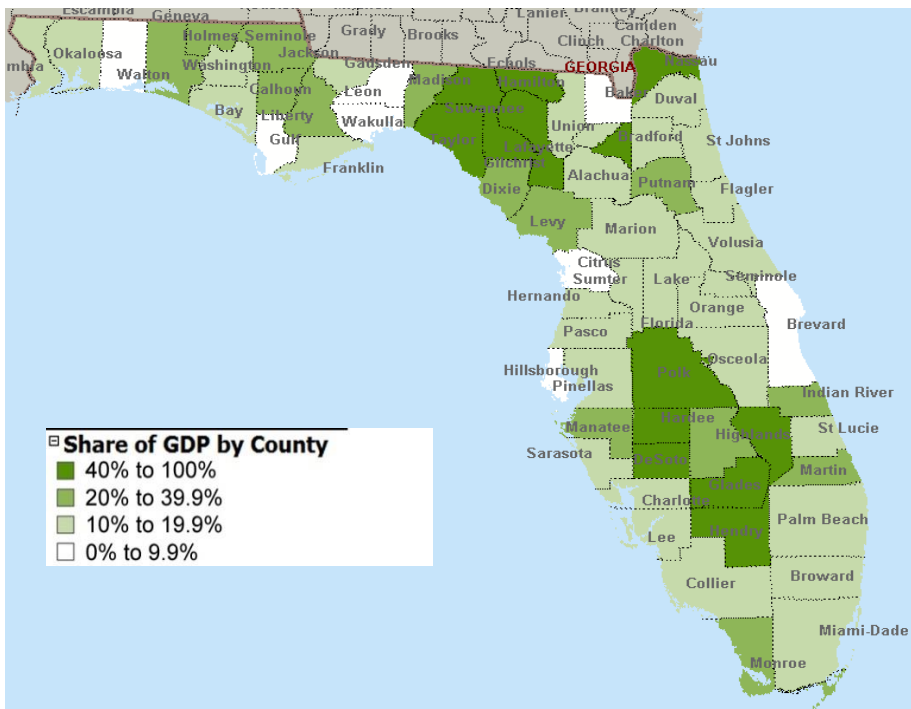 Escambia
Geneva
Lanier
Brantley
Camden
Okaloosa
Holmes
Seminole
Grady
Brooks
Clinch
Charlton
mbia
Walton
Washington
Jackson
Gadsden
Madison
Hamilton
Echols
GEORGIA
Nassau
Baker
Leon
Calhoun
Suwannee
Duval
Bay
Liberty
Wakulla
Union
Gulf
Taylor
Lafayette
Bradford
St Johns
Franklin
Gilchrist
Alachua
Dixie
Putnam
Flagler
Levy
Marion
Volusia
Citrus
Sumter
Lake
Seminole
Hernando
Orange
Pasco
Florida
Brevard
Osceola
Hillsborough
Polk
Pinellas
Indian River
Manatee
Hardee
Highlands
St Lucie
Sarasota
DeSoto
Martin
Glades
Charlotte
Palm Beach
Hendry
Lee
Collier
Broward
Miami-Dade
Monroe
Share of GDP by County
40% to 100%
20% to 39.9%
10% to 19.9%
0% to 9.9%